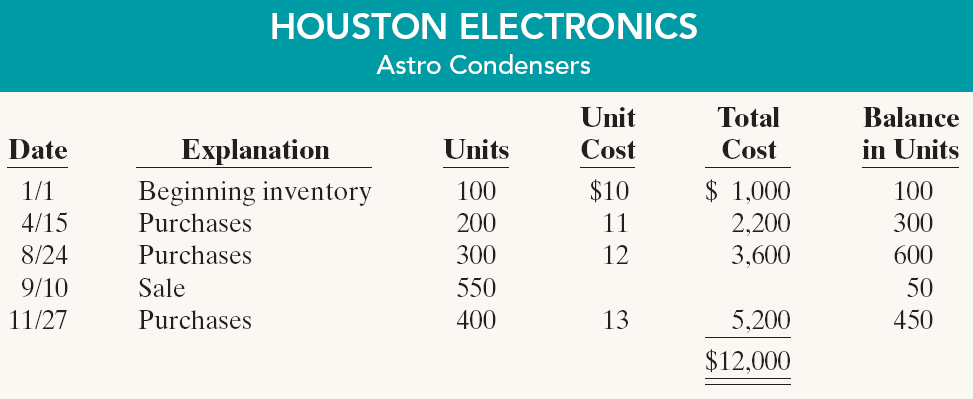 HOUSTON ELECTRONICS
Astro Condensers
Unit Total Balance
Date Explanation Units Cost Cost in Units
1/1 Beginning inventory 100 $10 $ 1,000 100
4/15 Purchases 200 11 2,200 300
8/24 Purchases 300 12 3,600 600
9/10 Sale 550 50
11/27 Purchases 400 13 5,200 450
$12,000